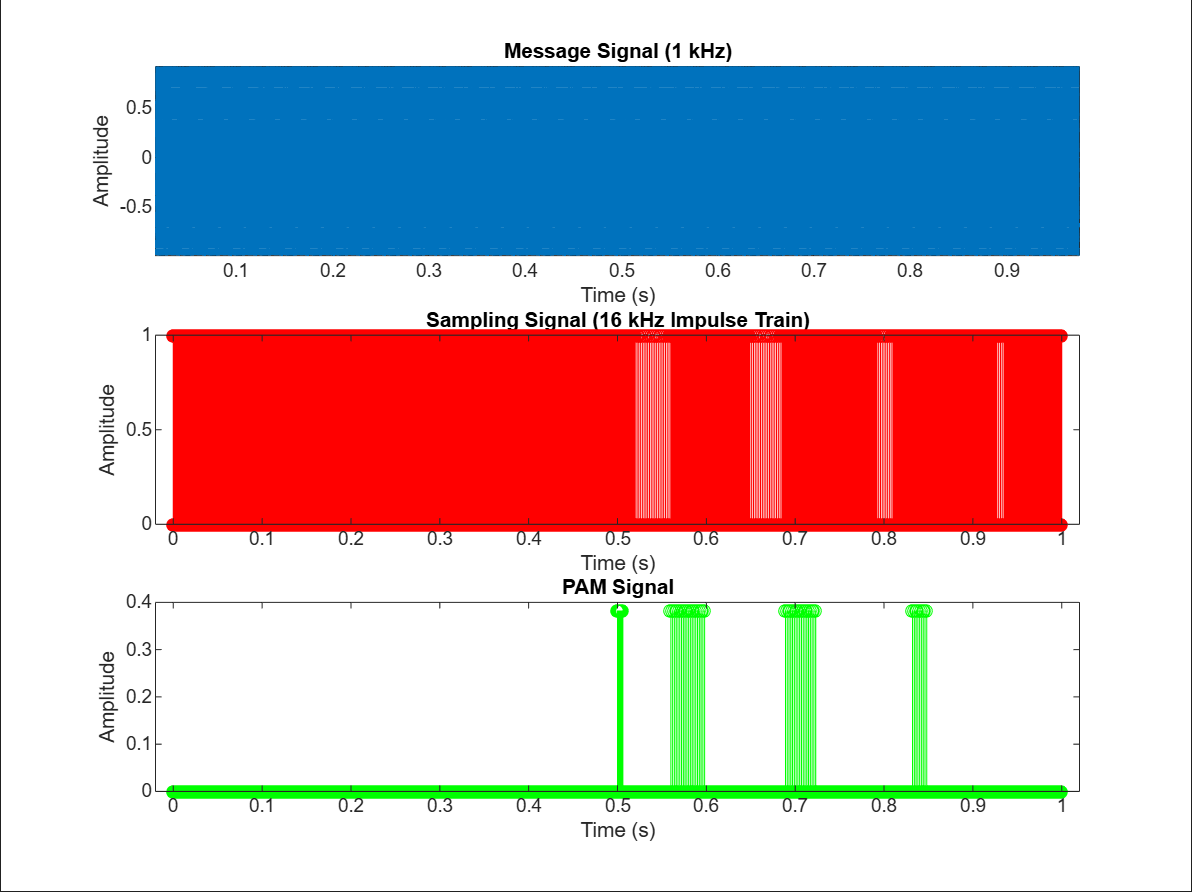 Message Signal (1 kHz)
Amplitude
0.5
0
-0.5
0.1 0.2 0.3 0.4 0.5 0.6 0.7 0.8 0.9
Time (s)
Sampling Signal (16 kHz Impulse Train)
Amplitude
1
0.5
0
0 0.1 0.2 0.3 0.4 0.5 0.6 0.7 0.8 0.9 1
Time (s)
PAM Signal
Amplitude
0.4
0.3
0.2
0.1
0
0 0.1 0.2 0.3 0.4 0.5 0.6 0.7 0.8 0.9 1
Time (s)